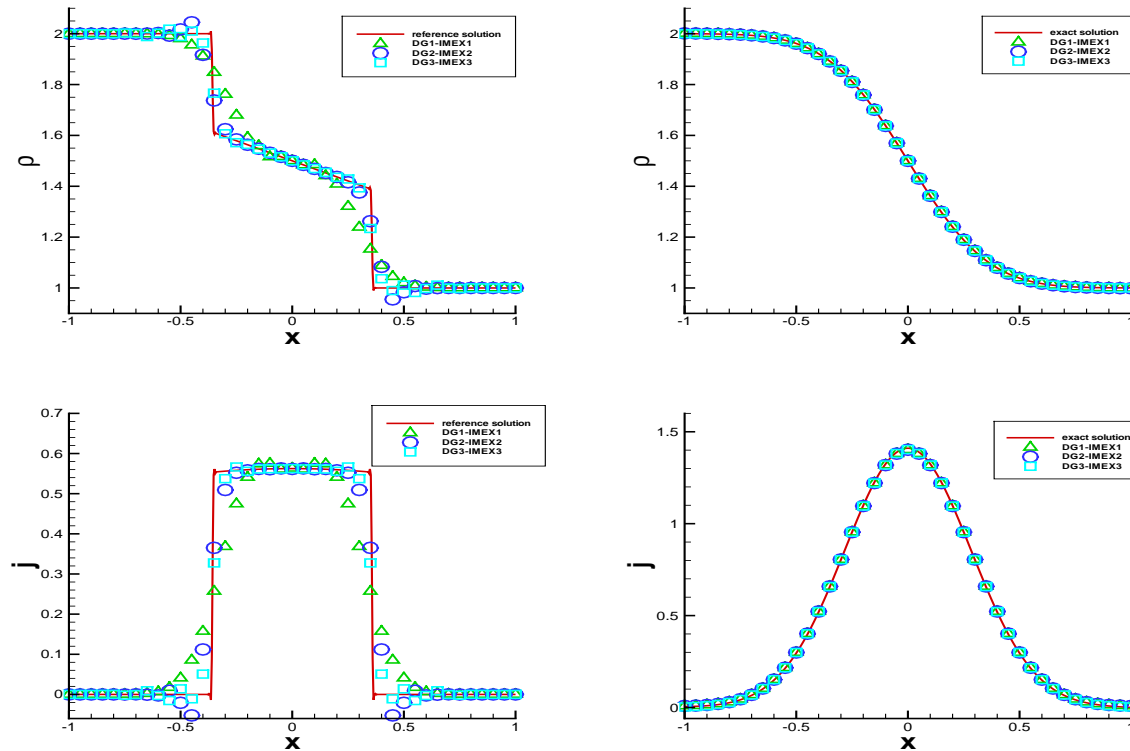 2
1.8
1.6
1.4
1.2
1
ρ
-1
-0.5
0
0.5
1
x
reference solution
DG1-IMEX1
DG2-IMEX2
DG3-IMEX3
2
1.8
1.6
1.4
1.2
1
ρ
-1
-0.5
0
0.5
1
x
exact solution
DG1-IMEX1
DG2-IMEX2
DG3-IMEX3
0.7
0.6
0.5
0.4
0.3
0.2
0.1
0
j
-1
-0.5
0
0.5
1
x
reference solution
DG1-IMEX1
DG2-IMEX2
DG3-IMEX3
1.5
1
0.5
0
j
-1
-0.5
0
0.5
1
x
exact solution
DG1-IMEX1
DG2-IMEX2
DG3-IMEX3